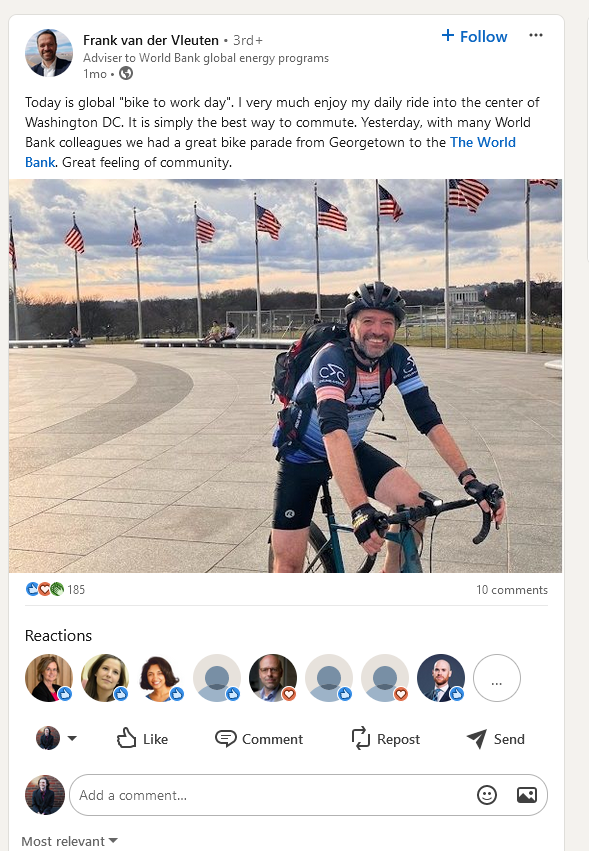 Frank van der Vleuten • 3rd+
+ Follow
...
Adviser to World Bank global energy programs
1mo •
Today is global "bike to work day". I very much enjoy my daily ride into the center of
Washington DC. It is simply the best way to commute. Yesterday, with many World
Bank colleagues we had a great bike parade from Georgetown to the The World
Bank. Great feeling of community.
185
10 comments
Reactions
...
Like
Comment
Repost
Send
Add a comment...
Most relevant